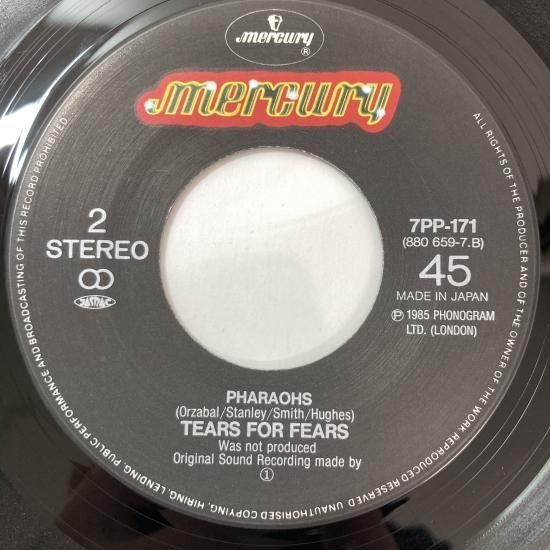 mercury
®
mercury
2
STEREO
JASRAC
7PP-171
(880 659-7.B)
45
MADE IN JAPAN
Ⓟ 1985 PHONOGRAM
LTD. (LONDON)
PHARAOHS
(Orzabal/Stanley/Smith/Hughes)
TEARS FOR FEARS
Was not produced
Original Sound Recording made by
①
ALL RIGHTS OF THE PRODUCER AND OF THE OWNER OF THE WORK REPRODUCED RESERVED UNAUTHORISED COPYING, HIRING, LENDING, PUBLIC PERFORMANCE AND BROADCASTING OF THIS RECORD PROHIBITED